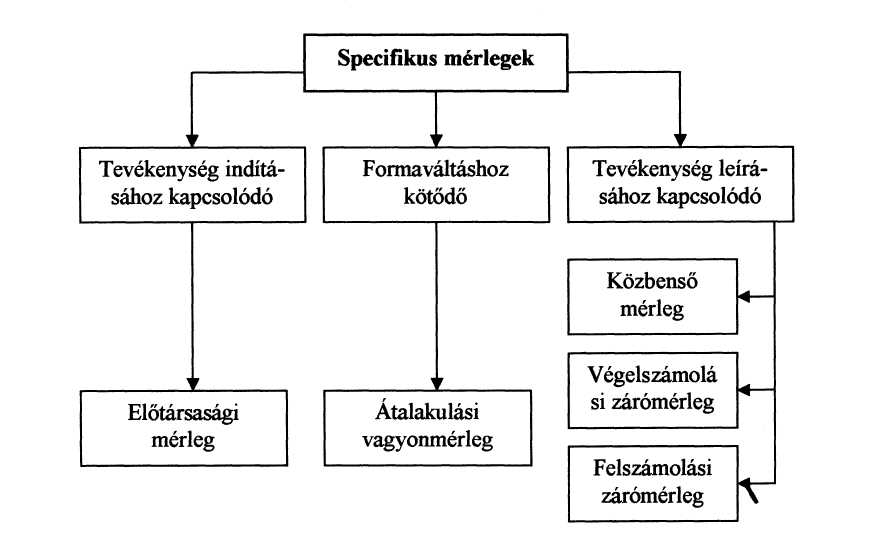 Specifikus mérlegek
Tevékenység indítá-
sához kapcsolódó
Formaváltáshoz
kötődő
Tevékenység leírá-
sához kapcsolódó
Közbenső
mérleg
Végelszámolá
si zárómérleg
Előtársasági
mérleg
Átalakulási
vagyonmérleg
Felszámolási
zárómérleg